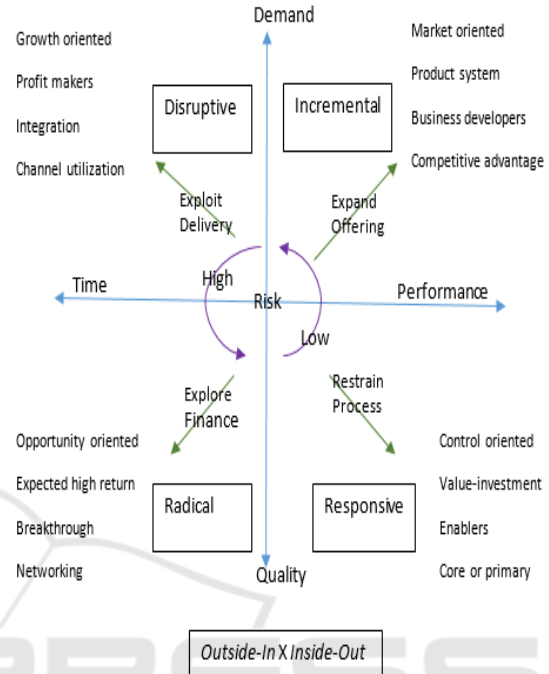 Demand
Growth oriented
Profit makers
Integration
Channel utilization
Market oriented
Product system
Business developers
Competitive advantage
Disruptive
Incremental
Exploit
Delivery
Expand
Offering
Time
High
Risk
Low
Performance
Explore
Finance
Restrain
Process
Opportunity oriented
Expected high return
Breakthrough
Networking
Control oriented
Value-investment
Enablers
Core or primary
Radical
Responsive
Quality
Outside-In X Inside-Out